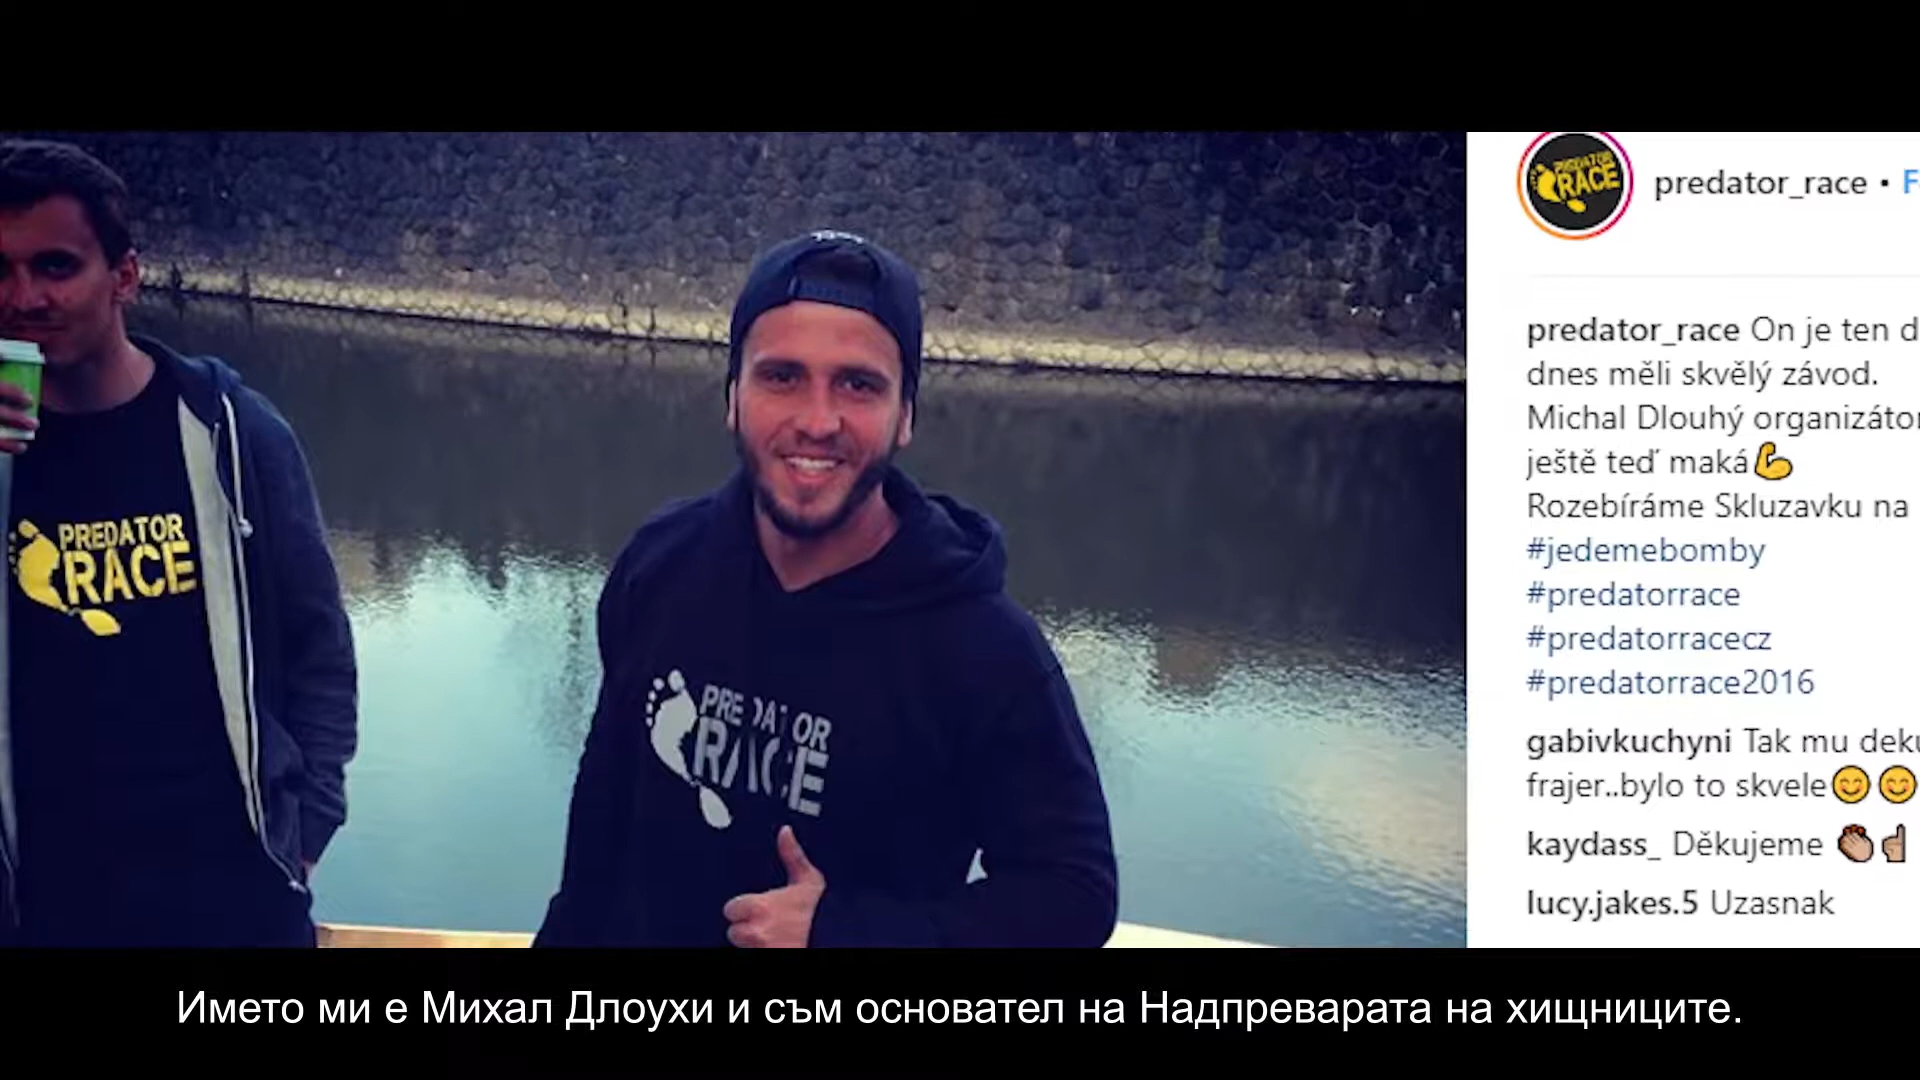 PREDATOR
RACE
PREDATOR
RACE
PREDATOR
RACE
predator_race •
predator_race On je ten
dnes měli skvělý závod.
Michal Dlouhý organizátor
ještě teď maká💪
Rozebíráme Skluzavku na
#jedemebomby
#predatorrace
#predatorracecz
#predatorrace2016
gabivkuchyni Tak mu
frajer..bylo to skvele😊😊
kaydass_ Děkujeme 👏☝
lucy.jakes.5 Uzasnak
Името ми е Михал Длоухи и съм основател на Надпреварата на хищниците.